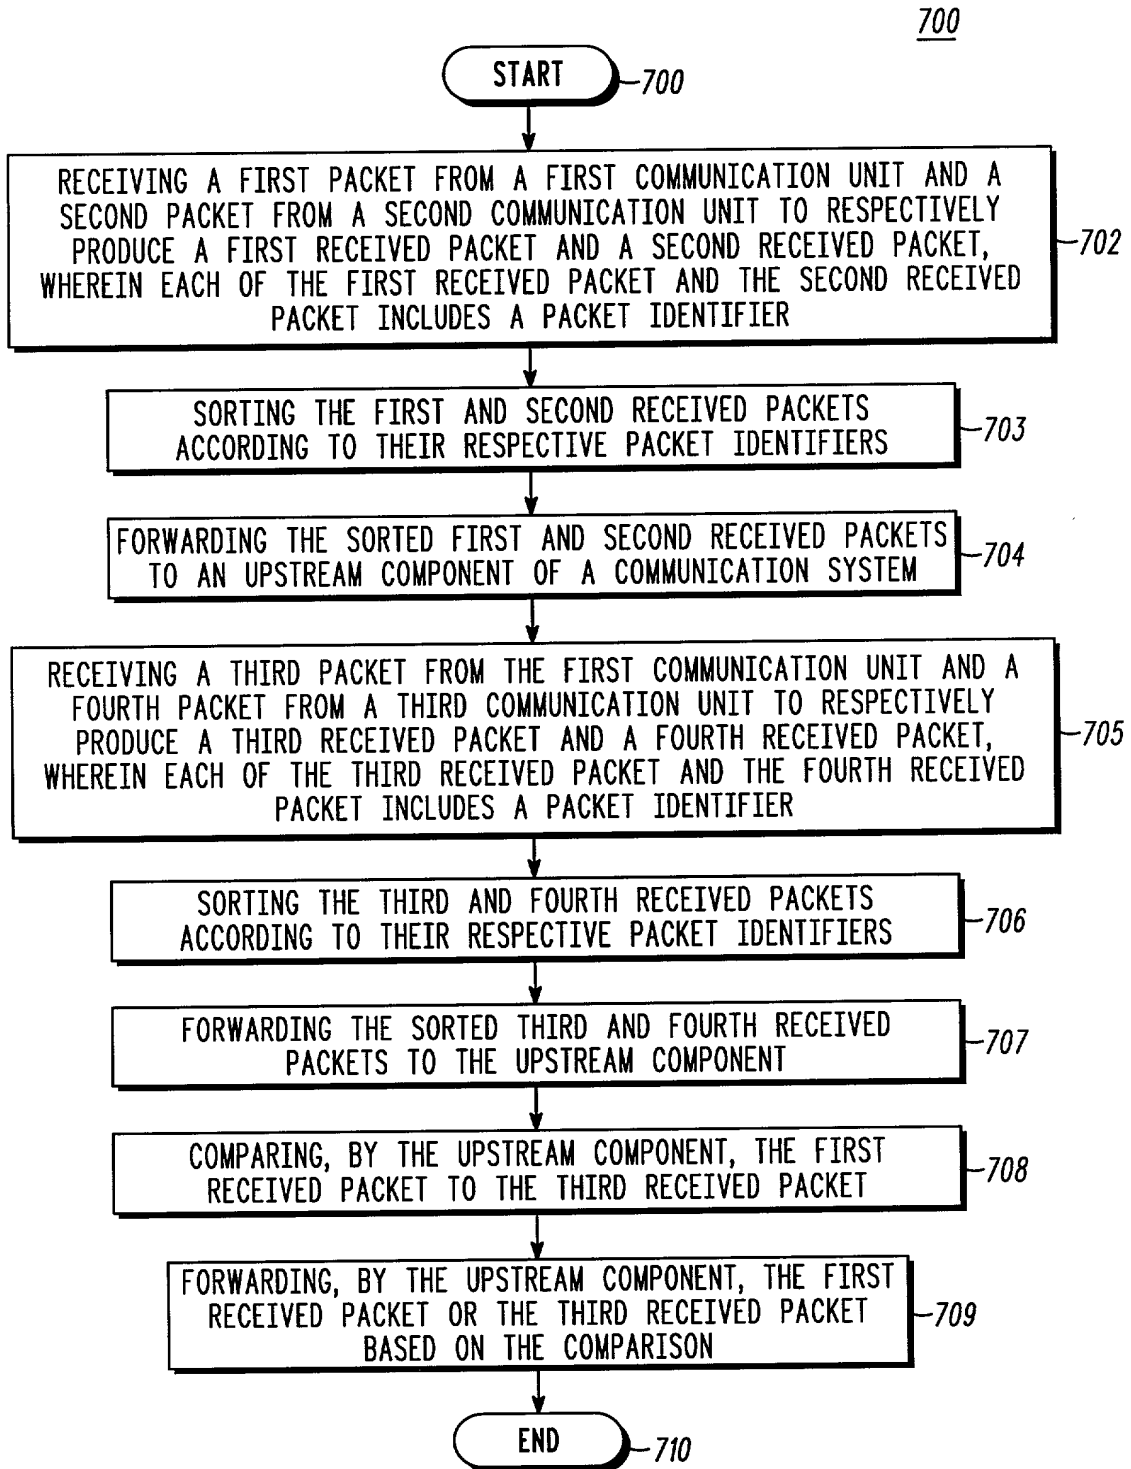 700
START
700
RECEIVING A FIRST PACKET FROM A FIRST COMMUNICATION UNIT AND A
SECOND PACKET FROM A SECOND COMMUNICATION UNIT TO RESPECTIVELY
PRODUCE A FIRST RECEIVED PACKET AND A SECOND RECEIVED PACKET,
WHEREIN EACH OF THE FIRST RECEIVED PACKET AND THE SECOND RECEIVED
PACKET INCLUDES A PACKET IDENTIFIER
702
SORTING THE FIRST AND SECOND RECEIVED PACKETS
ACCORDING TO THEIR RESPECTIVE PACKET IDENTIFIERS
703
FORWARDING THE SORTED FIRST AND SECOND RECEIVED PACKETS
TO AN UPSTREAM COMPONENT OF A COMMUNICATION SYSTEM
704
RECEIVING A THIRD PACKET FROM THE FIRST COMMUNICATION UNIT AND A
FOURTH PACKET FROM A THIRD COMMUNICATION UNIT TO RESPECTIVELY
PRODUCE A THIRD RECEIVED PACKET AND A FOURTH RECEIVED PACKET,
WHEREIN EACH OF THE THIRD RECEIVED PACKET AND THE FOURTH RECEIVED
PACKET INCLUDES A PACKET IDENTIFIER
705
SORTING THE THIRD AND FOURTH RECEIVED PACKETS
ACCORDING TO THEIR RESPECTIVE PACKET IDENTIFIERS
706
FORWARDING THE SORTED THIRD AND FOURTH RECEIVED
PACKETS TO THE UPSTREAM COMPONENT
707
COMPARING, BY THE UPSTREAM COMPONENT, THE FIRST
RECEIVED PACKET TO THE THIRD RECEIVED PACKET
708
FORWARDING, BY THE UPSTREAM COMPONENT, THE FIRST
RECEIVED PACKET OR THE THIRD RECEIVED PACKET
BASED ON THE COMPARISON
709
END
710